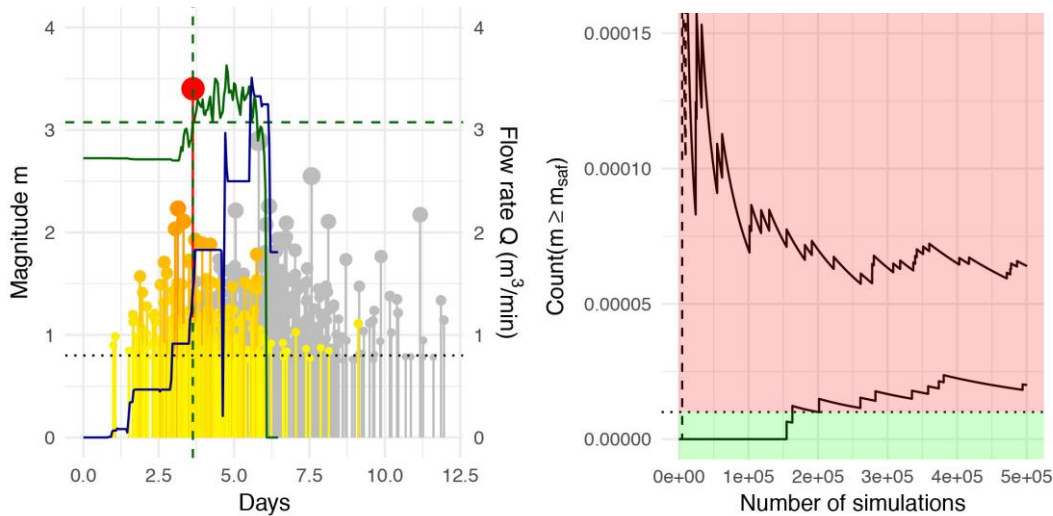 4
3
2
1
0
Magnitude m
0.0
2.5
5.0
7.5
10.0
12.5
Days
4
3
2
1
0
Flow rate Q (m³/min)
0.00015
0.00010
0.00005
0.00000
Count(m ≥ m_saf)
0e+00
1e+05
2e+05
3e+05
4e+05
5e+05
Number of simulations